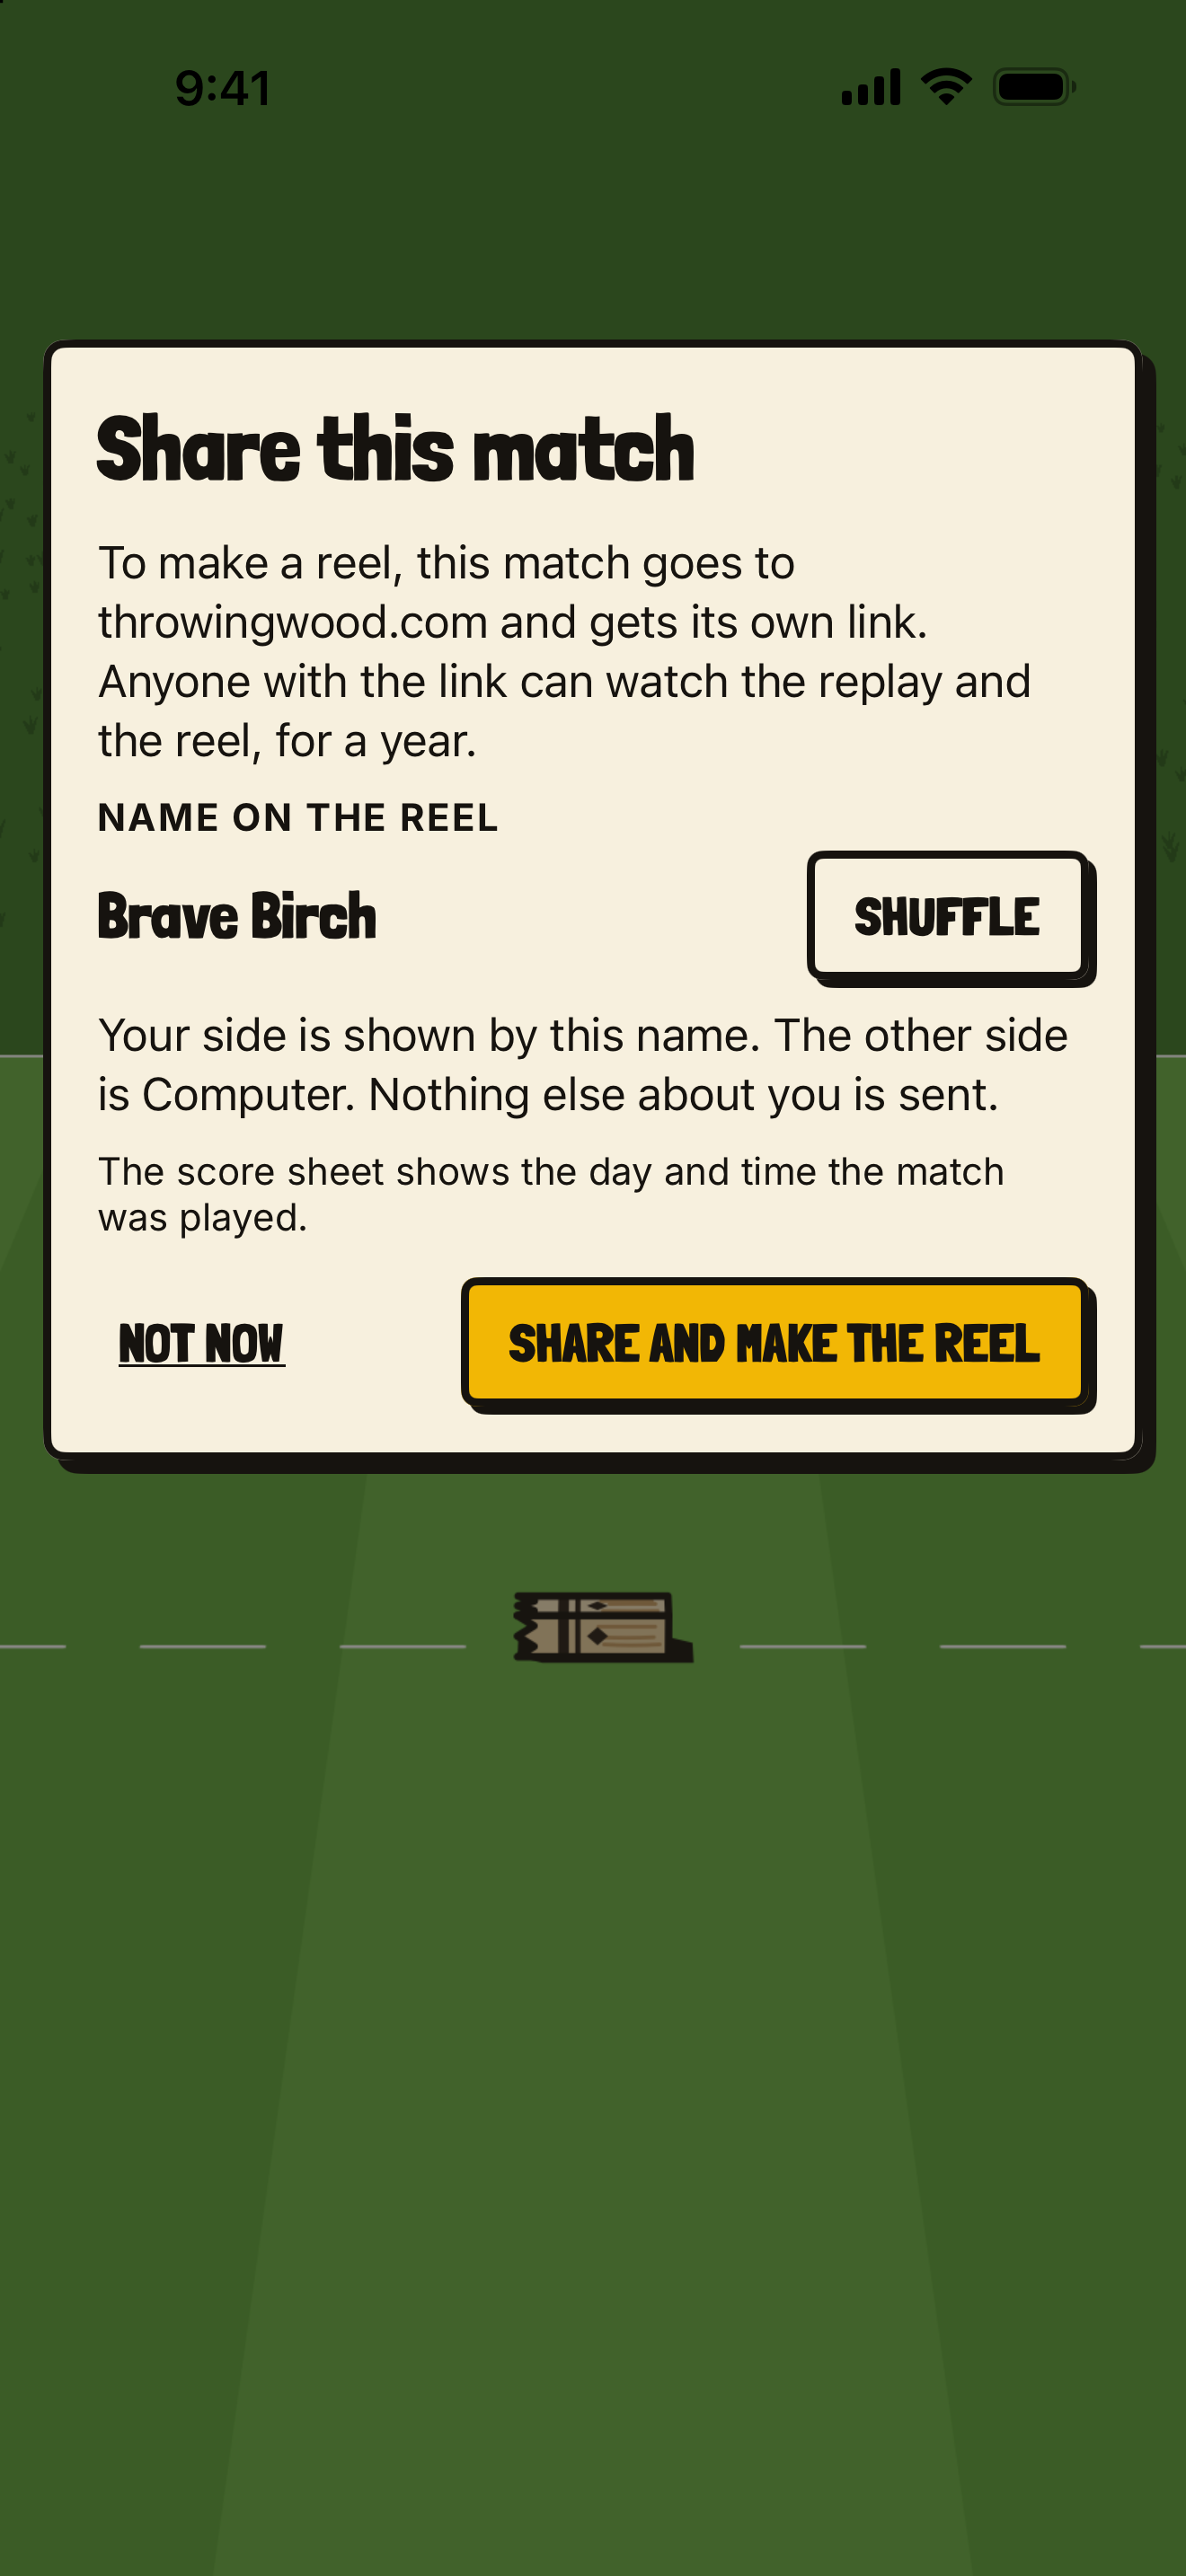 9:41
Share this match
To make a reel, this match goes to
throwingwood.com and gets its own link.
Anyone with the link can watch the replay and
the reel, for a year.
NAME ON THE REEL
Brave Birch
SHUFFLE
Your side is shown by this name. The other side
is Computer. Nothing else about you is sent.
The score sheet shows the day and time the match
was played.
NOT NOW
SHARE AND MAKE THE REEL